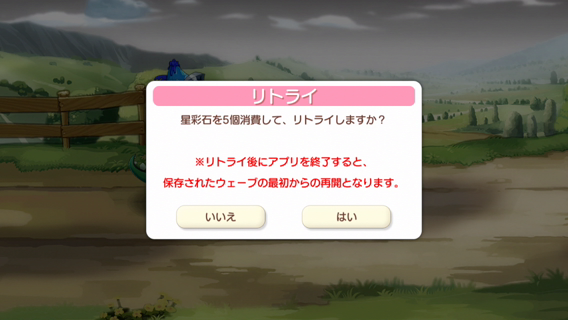 リトライ
星彩石を5個消費して、リトライしますか？
※リトライ後にアプリを終了すると、
保存されたウェーブの最初からの再開となります。
いいえ
はい